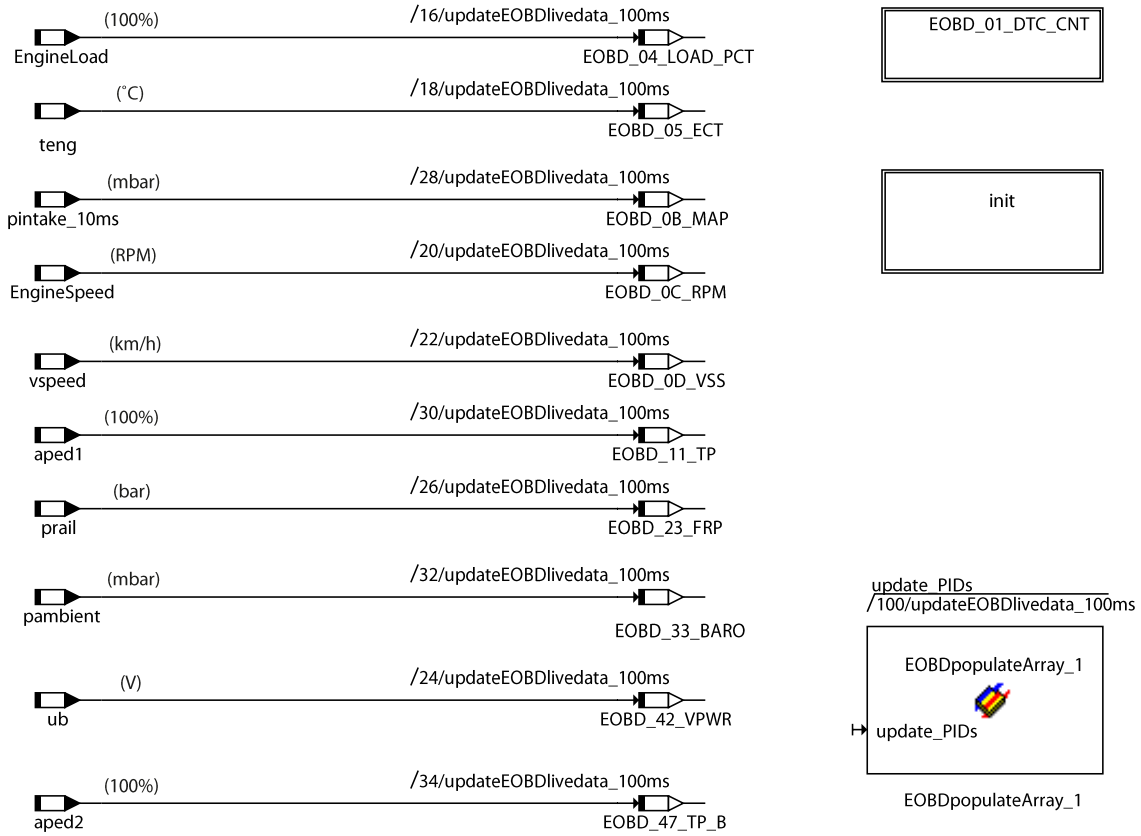 (100%)
/16/updateEOBDlivedata_100ms
EngineLoad
EOBD_04_LOAD_PCT
EOBD_01_DTC_CNT
(°C)
/18/updateEOBDlivedata_100ms
teng
EOBD_05_ECT
(mbar)
/28/updateEOBDlivedata_100ms
pintake_10ms
EOBD_0B_MAP
init
(RPM)
/20/updateEOBDlivedata_100ms
EngineSpeed
EOBD_0C_RPM
(km/h)
/22/updateEOBDlivedata_100ms
vspeed
EOBD_0D_VSS
(100%)
/30/updateEOBDlivedata_100ms
aped1
EOBD_11_TP
(bar)
/26/updateEOBDlivedata_100ms
prail
EOBD_23_FRP
(mbar)
/32/updateEOBDlivedata_100ms
pambient
EOBD_33_BARO
update_PIDs
/100/updateEOBDlivedata_100ms
EOBDpopulateArray_1
update_PIDs
EOBDpopulateArray_1
(V)
/24/updateEOBDlivedata_100ms
ub
EOBD_42_VPWR
(100%)
/34/updateEOBDlivedata_100ms
aped2
EOBD_47_TP_B